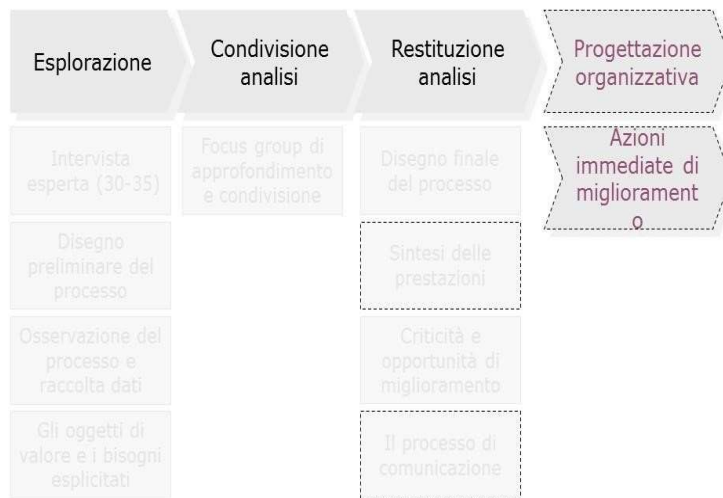 Esplorazione
Condivisione
analisi
Restituzione
analisi
Progettazione
organizzativa
Intervista
esperta (30-35)
Disegno
preliminare del
processo
Osservazione del
processo e
raccolta dati
Gli oggetti di
valore e i bisogni
esplicitati
Focus group di
approfondimento
e condivisione
Disegno finale
del processo
Sintesi delle
prestazioni
Criticità e
opportunità di
miglioramento
Il processo di
comunicazione
Azioni
immediate di
migliorament
o